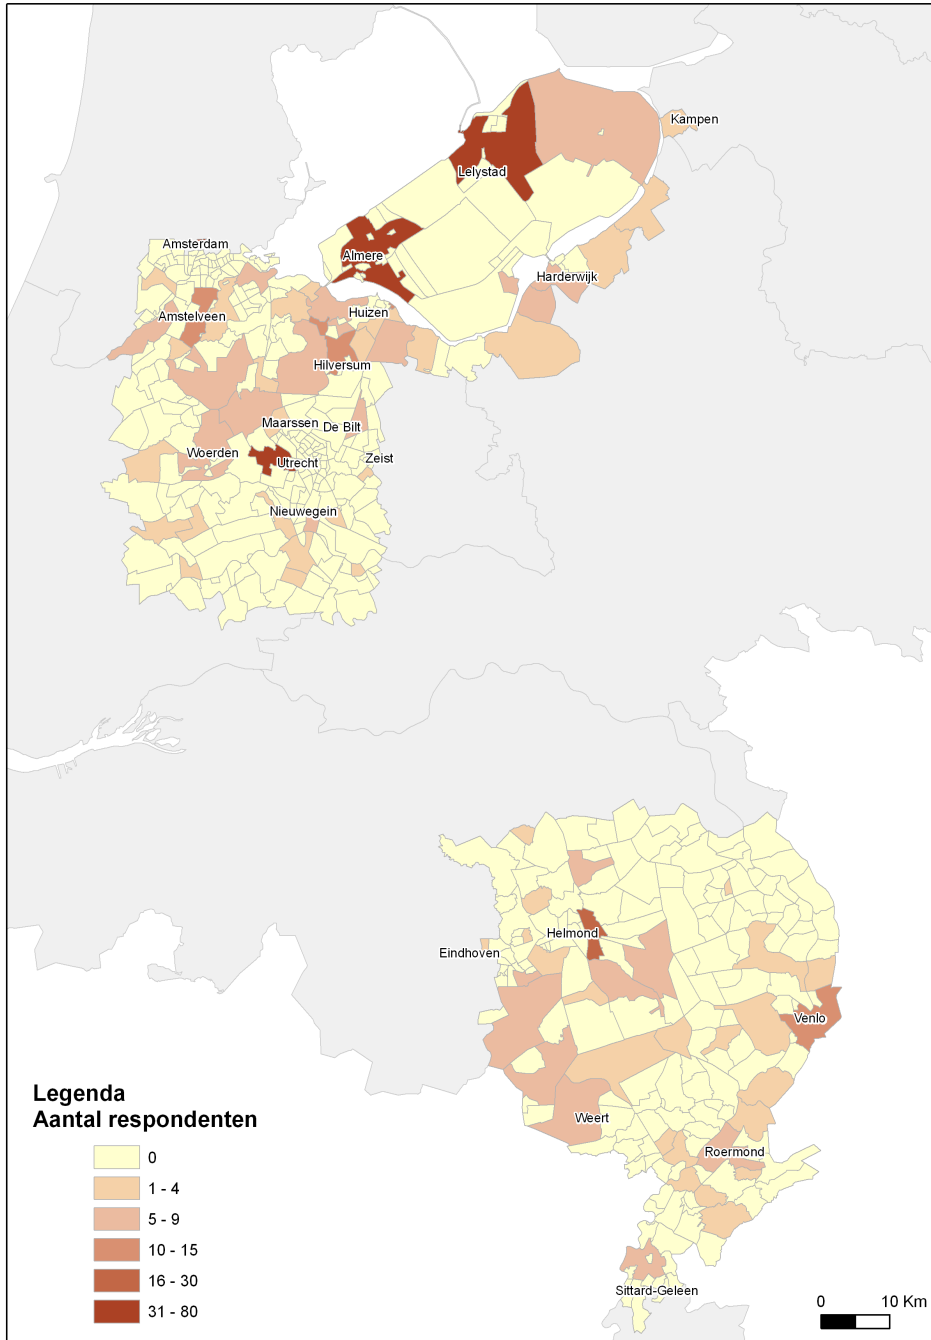 Kampen
Lelystad
Amsterdam
Almere
Harderwijk
Amstelveen
Huizen
Hilversum
Maarssen
De Bilt
Woerden
Utrecht
Zeist
Nieuwegein
Helmond
Eindhoven
Venlo
Weert
Roermond
Sittard-Geleen
Legenda
Aantal respondenten
0
1 - 4
5 - 9
10 - 15
16 - 30
31 - 80
0 10 Km